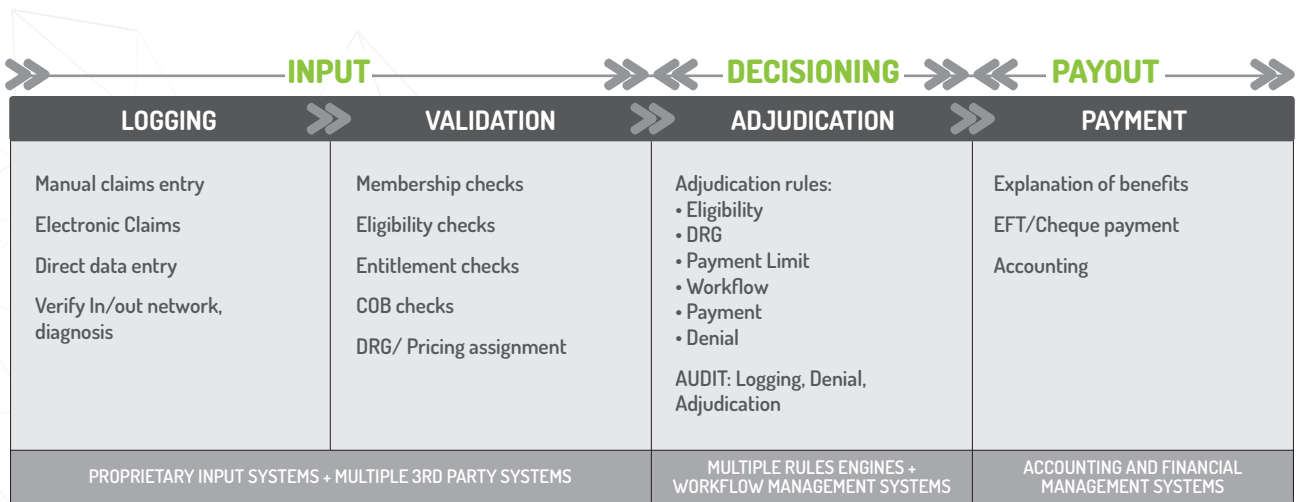 INPUT
DECISIONING
PAYOUT
LOGGING
VALIDATION
ADJUDICATION
PAYMENT
Manual claims entry
Electronic Claims
Direct data entry
Verify In/out network,
diagnosis
Membership checks
Eligibility checks
Entitlement checks
COB checks
DRG/ Pricing assignment
Adjudication rules:
• Eligibility
• DRG
• Payment Limit
• Workflow
• Payment
• Denial
AUDIT: Logging, Denial,
Adjudication
Explanation of benefits
EFT/Cheque payment
Accounting
PROPRIETARY INPUT SYSTEMS + MULTIPLE 3RD PARTY SYSTEMS
MULTIPLE RULES ENGINES +
WORKFLOW MANAGEMENT SYSTEMS
ACCOUNTING AND FINANCIAL
MANAGEMENT SYSTEMS